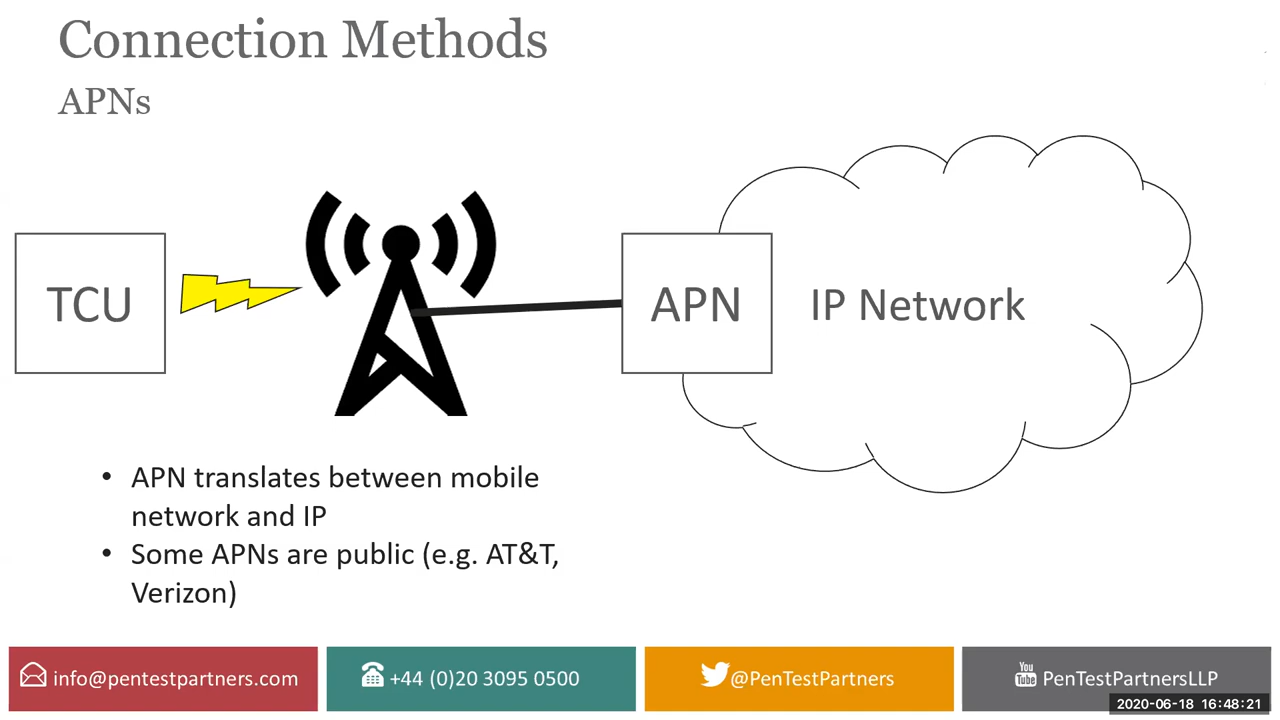 Connection Methods
APNs
TCU
APN
IP Network
• APN translates between mobile
network and IP
• Some APNs are public (e.g. AT&T,
Verizon)
info@pentestpartners.com
+44 (0)20 3095 0500
@PenTestPartners
You
Tube
PenTestPartnersLLP
2020-06-18 16:48:21